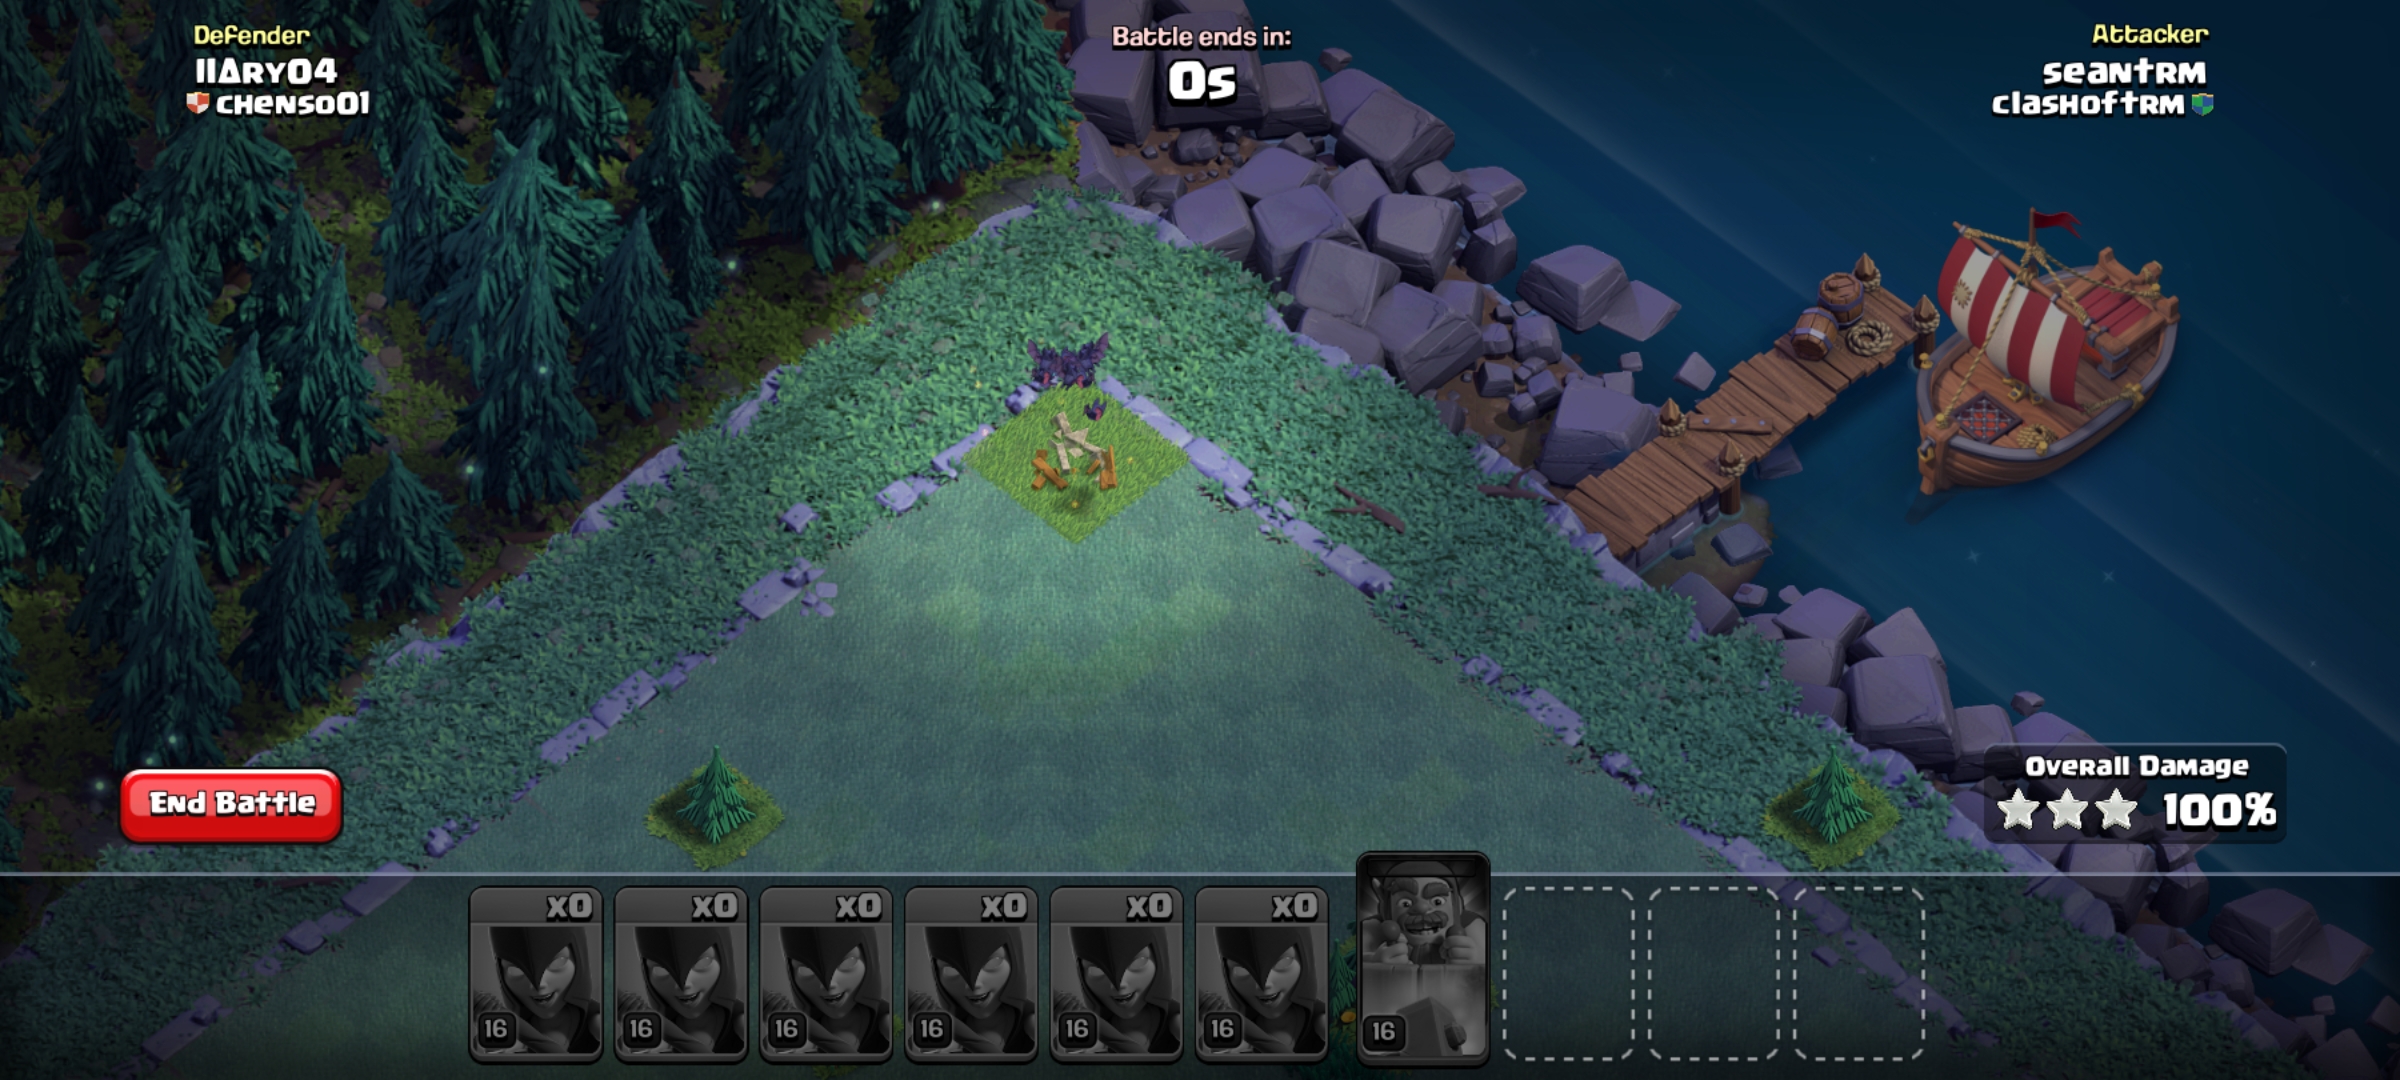 Defender
llΔRY04
chenso01
Battle ends in:
0s
Attacker
seantRM
clashoftRM
End Battle
Overall Damage
100%
x0 x0 x0 x0 x0 x0
16 16 16 16 16 16 16